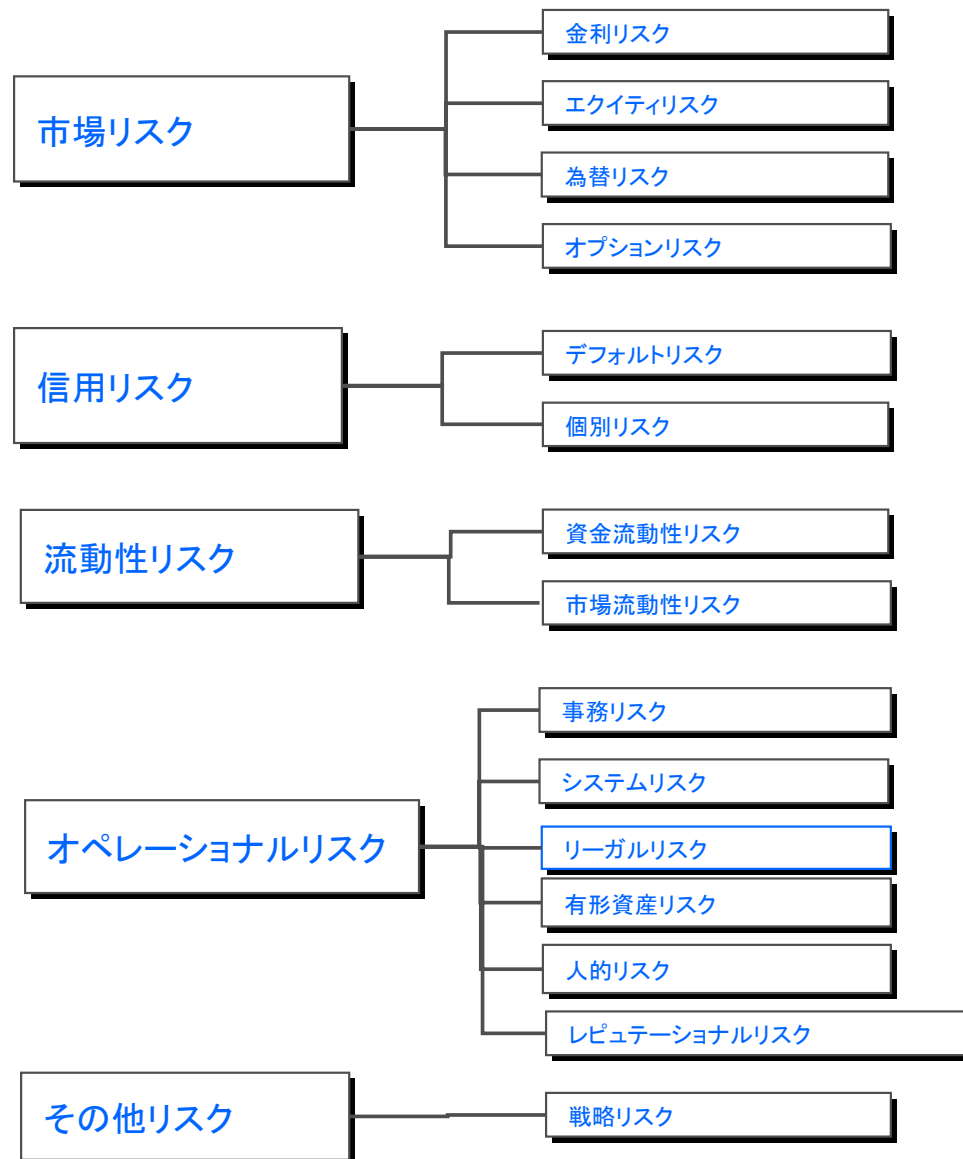 市場リスク
金利リスク
エクイティリスク
為替リスク
オプションリスク
信用リスク
デフォルトリスク
個別リスク
流動性リスク
資金流動性リスク
市場流動性リスク
オペレーショナルリスク
事務リスク
システムリスク
リーガルリスク
有形資産リスク
人的リスク
レピュテーショナルリスク
その他リスク
戦略リスク